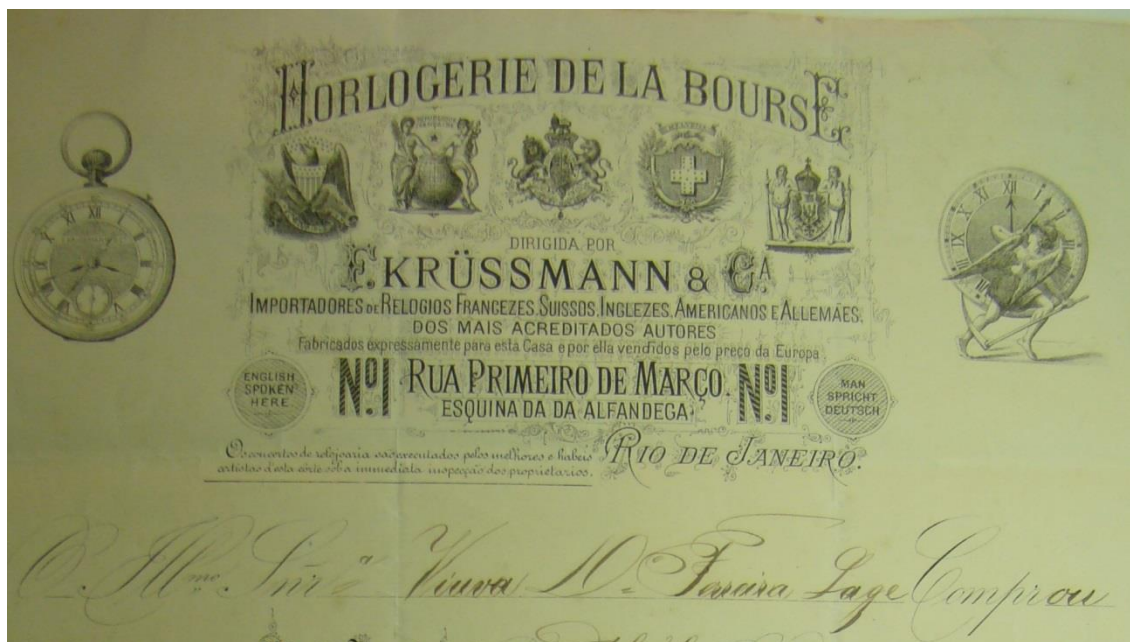 HORLOGERIE DE LA BOURSE
DIRIGIDA POR
E. KRÜSSMANN & CA
IMPORTADORES DE RELOGIOS FRANCEZES, SUISSOS, INGLEZES, AMERICANOS E ALLEMÃES,
DOS MAIS ACREDITADOS AUTORES
Fabricados expressamente para esta Casa e por ella vendidos pelo preço da Europa
ENGLISH
SPOKEN
HERE.
Nº1 RUA PRIMEIRO DE MARÇO. Nº1
ESQUINA DA DA ALFANDEGA
MAN
SPRICHT
DEUTSCH
Os concertos de relojoaria são executados pelos melhores e habeis
artistas d'esta côrte sob a immediata inspecção dos proprietarios.
RIO DE JANEIRO.
O Illmo. Snr. a Viuva D. Ferreira Lage Comprou